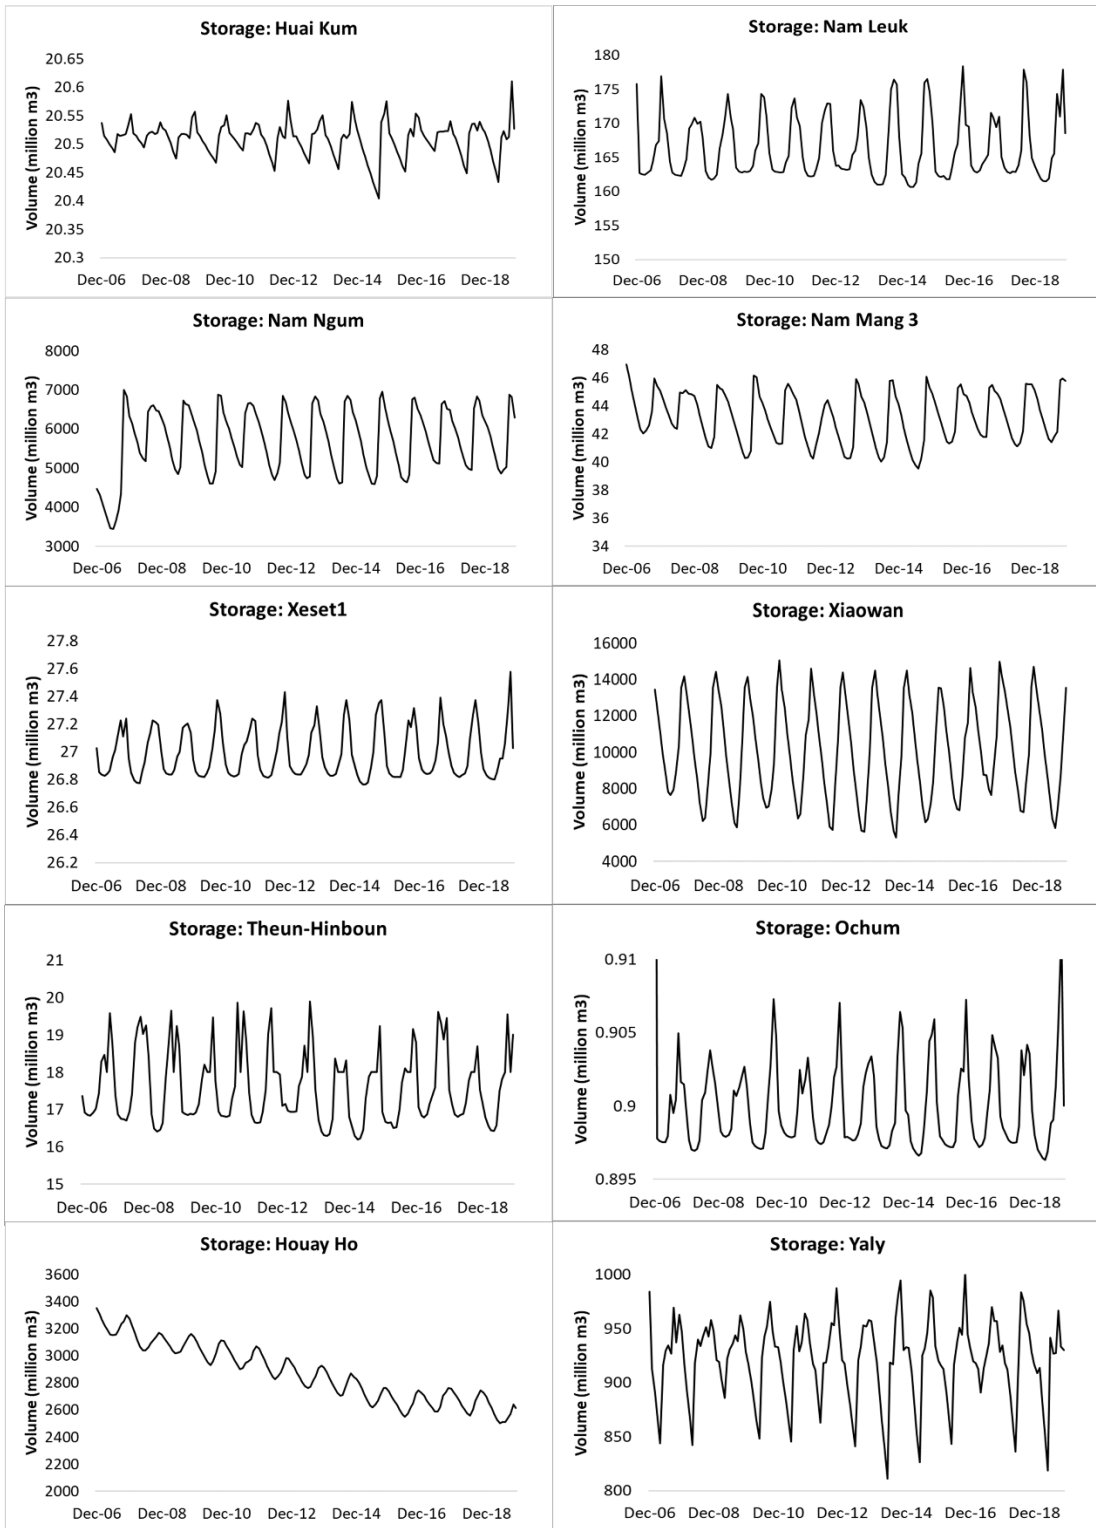 Storage: Huai Kum
Volume (million m3)
20.65
20.6
20.55
20.5
20.45
20.4
20.35
20.3
Dec-06 Dec-08 Dec-10 Dec-12 Dec-14 Dec-16 Dec-18
Storage: Nam Leuk
Volume (million m3)
180
175
170
165
160
155
150
Dec-06 Dec-08 Dec-10 Dec-12 Dec-14 Dec-16 Dec-18
Storage: Nam Ngum
Volume (million m3)
8000
7000
6000
5000
4000
3000
Dec-06 Dec-08 Dec-10 Dec-12 Dec-14 Dec-16 Dec-18
Storage: Nam Mang 3
Volume (million m3)
48
46
44
42
40
38
36
34
Dec-06 Dec-08 Dec-10 Dec-12 Dec-14 Dec-16 Dec-18
Storage: Xeset1
Volume (million m3)
27.8
27.6
27.4
27.2
27
26.8
26.6
26.4
26.2
Dec-06 Dec-08 Dec-10 Dec-12 Dec-14 Dec-16 Dec-18
Storage: Xiaowan
Volume (million m3)
16000
14000
12000
10000
8000
6000
4000
Dec-06 Dec-08 Dec-10 Dec-12 Dec-14 Dec-16 Dec-18
Storage: Theun-Hinboun
Volume (million m3)
21
20
19
18
17
16
15
Dec-06 Dec-08 Dec-10 Dec-12 Dec-14 Dec-16 Dec-18
Storage: Ochum
Volume (million m3)
0.91
0.905
0.9
0.895
Dec-06 Dec-08 Dec-10 Dec-12 Dec-14 Dec-16 Dec-18
Storage: Houay Ho
Volume (million m3)
3600
3400
3200
3000
2800
2600
2400
2200
2000
Dec-06 Dec-08 Dec-10 Dec-12 Dec-14 Dec-16 Dec-18
Storage: Yaly
Volume (million m3)
1000
950
900
850
800
Dec-06 Dec-08 Dec-10 Dec-12 Dec-14 Dec-16 Dec-18